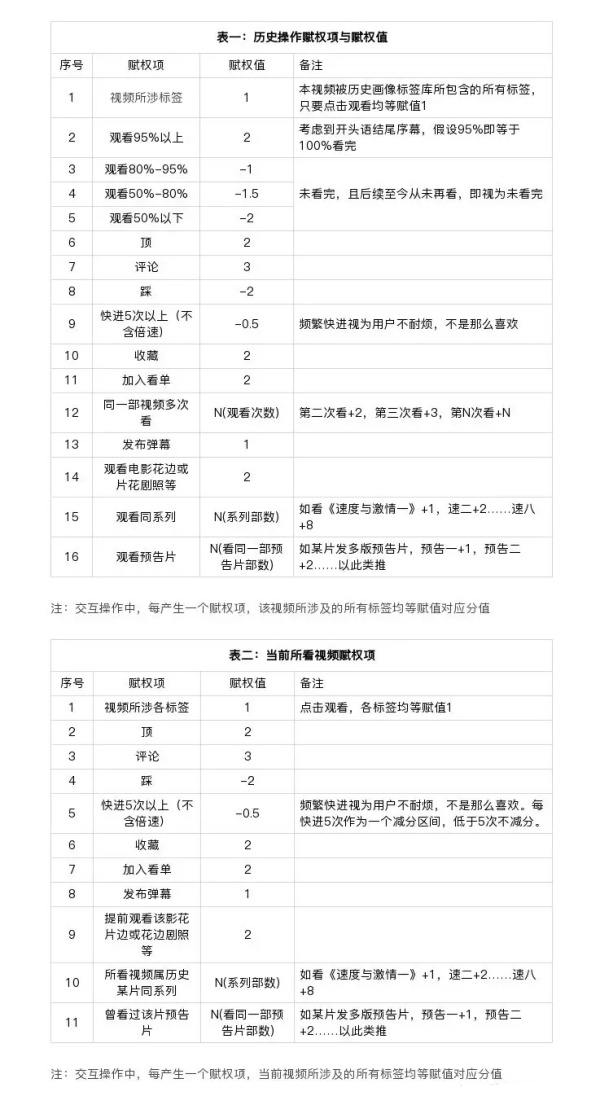 表一：历史操作赋权项与赋权值
序号 赋权项 赋权值 备注
1 视频所涉标签 1 本视频被历史画像标签库所包含的所有标签，
只要点击观看均等赋值1
2 观看95%以上 2 考虑到开头语结尾序幕，假设95%即等于
100%看完
3 观看80%-95% -1
4 观看50%-80% -1.5 未看完，且后续至今从未再看，即视为未看完
5 观看50%以下 -2
6 顶 2
7 评论 3
8 踩 -2
9 快进5次以上（不
含倍速） -0.5 频繁快进视为用户不耐烦，不是那么喜欢
10 收藏 2
11 加入看单 2
12 同一部视频多次
看 N(观看次数) 第二次看+2，第三次看+3，第N次看+N
13 发布弹幕 1
14 观看电影花边或
片花剧照等 2
15 观看同系列 N(系列部数) 如看《速度与激情一》+1，速二+2……速八
+8
16 观看预告片 N(看同一部预
告片部数) 如某片发多版预告片，预告一+1，预告二
+2……以此类推
注：交互操作中，每产生一个赋权项，该视频所涉及的所有标签均等赋值对应分值
表二：当前所看视频赋权项
序号 赋权项 赋权值 备注
1 视频所涉各标签 1 点击观看，各标签均等赋值1
2 顶 2
3 评论 3
4 踩 -2
5 快进5次以上（不
含倍速） -0.5 频繁快进视为用户不耐烦，不是那么喜欢。每
快进5次作为一个减分区间，低于5次不减分。
6 收藏 2
7 加入看单 2
8 发布弹幕 1
9 提前观看该影花
片边或花边剧照
等 2
10 所看视频属历史
某片同系列 N(系列部数) 如看《速度与激情一》+1，速二+2……速八
+8
11 曾看过该片预告
片 N(看同一部预
告片部数) 如某片发多版预告片，预告一+1，预告二
+2……以此类推
注：交互操作中，每产生一个赋权项，当前视频所涉及的所有标签均等赋值对应分值